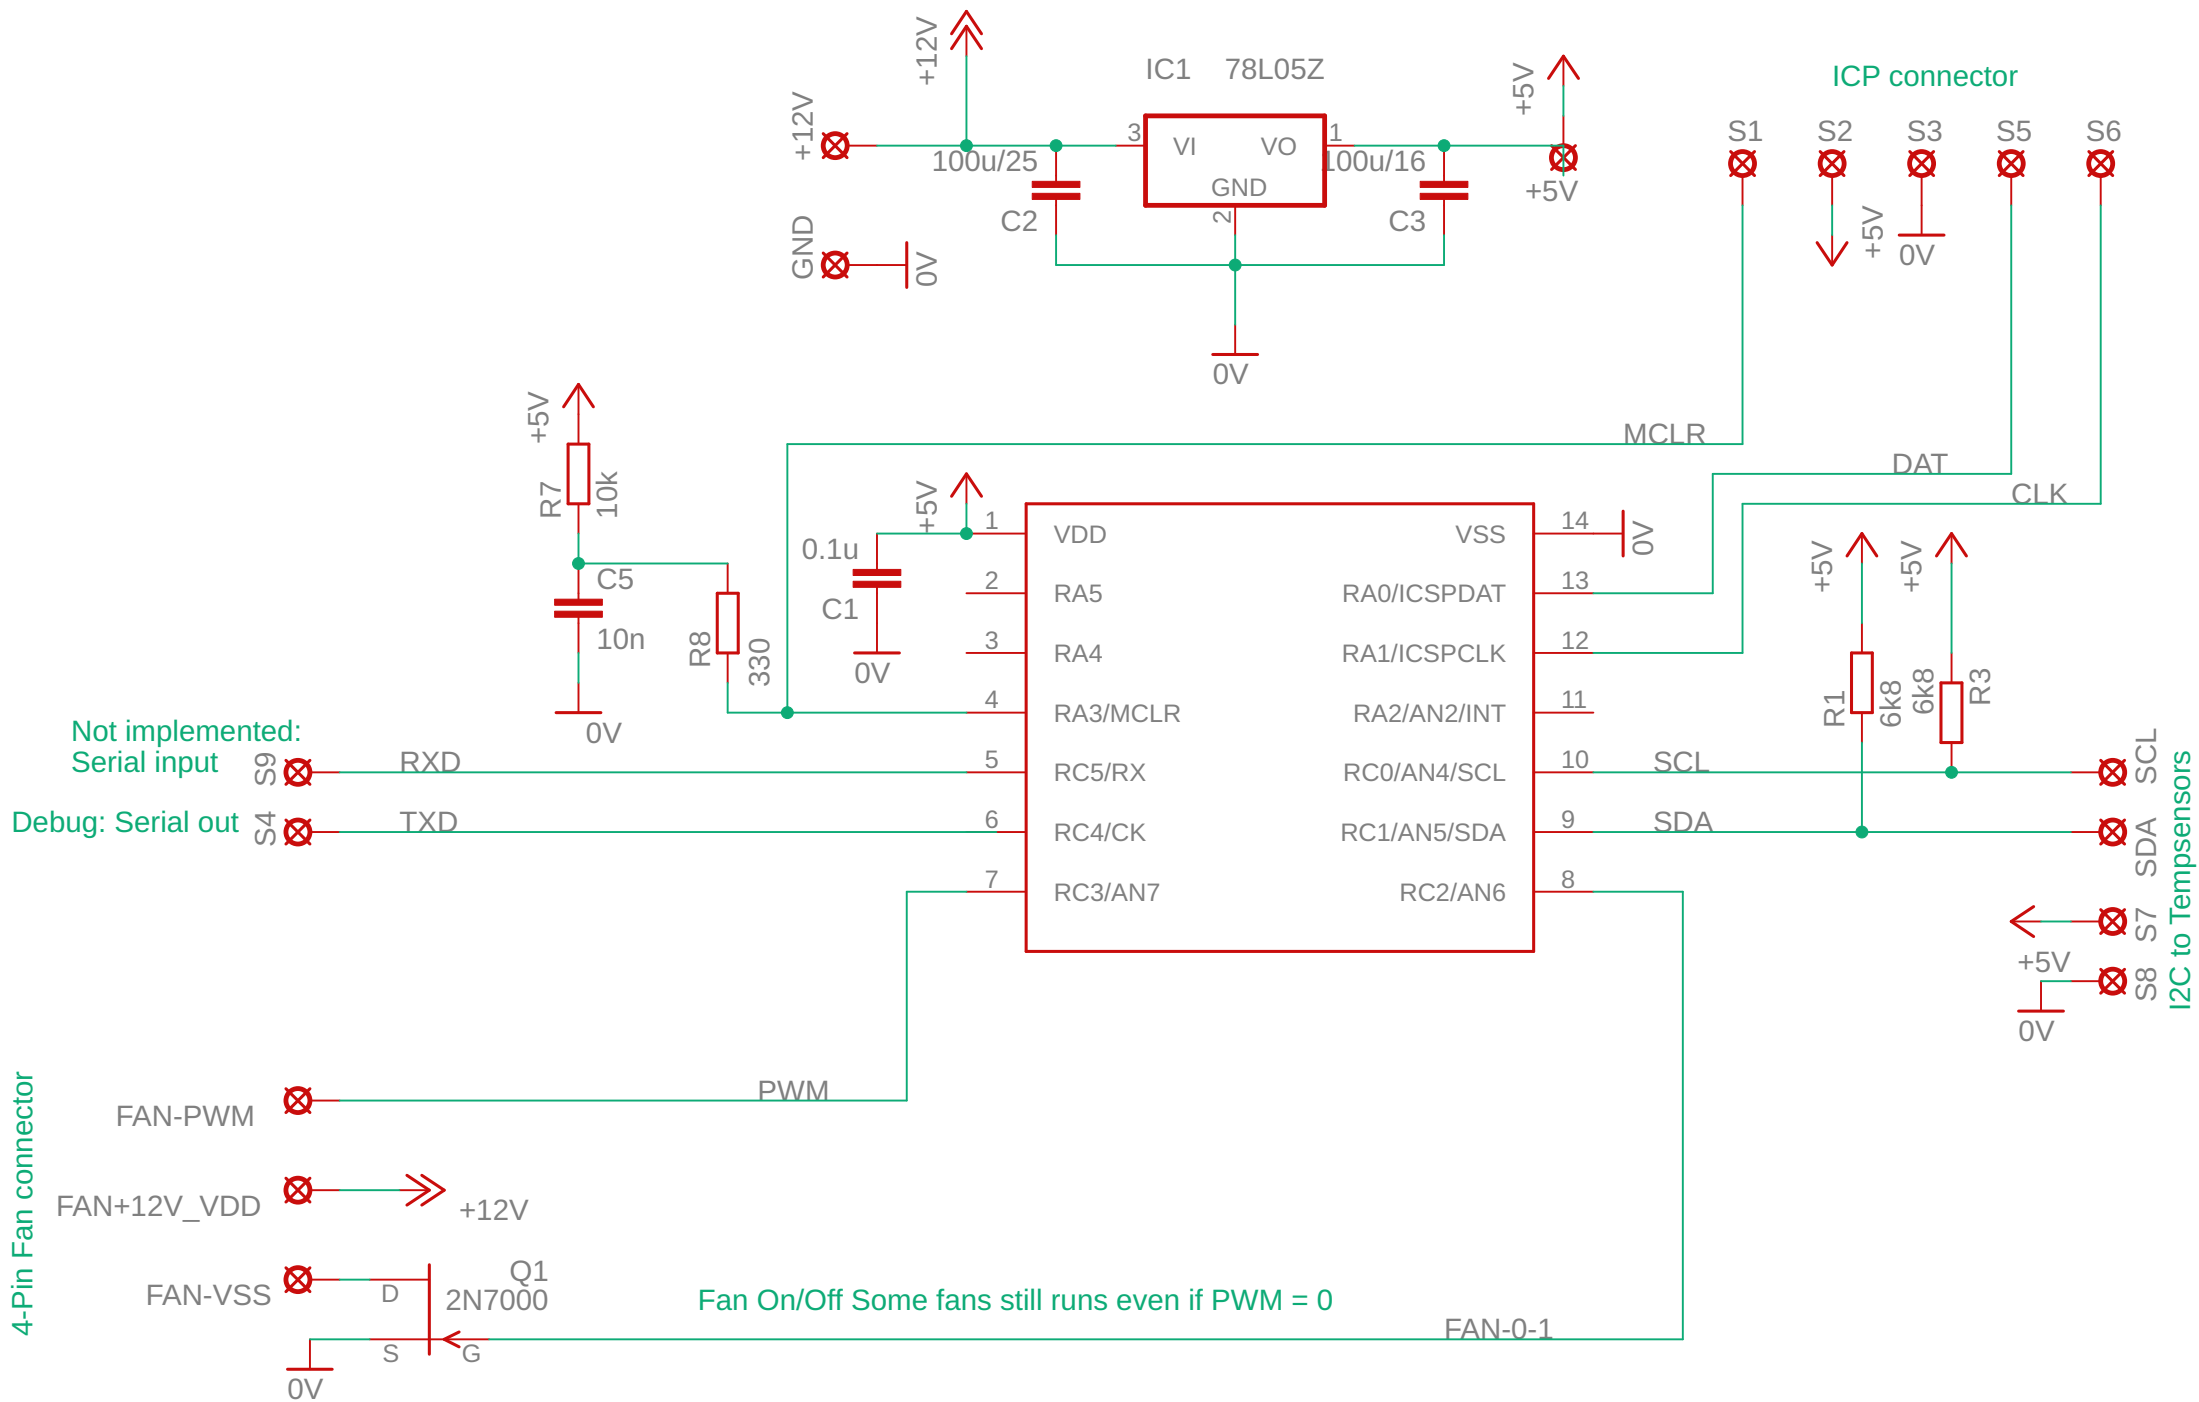 +12V
IC1 78L05Z
+5V
ICP connector
+12V
3 VI VO 1
100u/25
100u/16
GND
2
C2
C3
+5V
S1 S2 S3 S5 S6
+5V
0V
GND
0V
0V
+5V
R7
10k
C5
10n
0V
R8
330
MCLR
DAT
CLK
+5V
0.1u
C1
0V
1 VDD VSS 14
0V
2 RA5 RA0/ICSPDAT 13
3 RA4 RA1/ICSPCLK 12
4 RA3/MCLR RA2/AN2/INT 11
5 RC5/RX RC0/AN4/SCL 10
6 RC4/CK RC1/AN5/SDA 9
7 RC3/AN7 RC2/AN6 8
+5V
+5V
R1
6k8
6k8
R3
Not implemented:
Serial input
S9
RXD
Debug: Serial out
S4
TXD
SCL
SCL
SDA
SDA
S7
+5V
S8
0V
I2C to Tempsensors
4-Pin Fan connector
FAN-PWM
PWM
FAN+12V_VDD
+12V
FAN-VSS
D
Q1
2N7000
S
G
0V
Fan On/Off Some fans still runs even if PWM = 0
FAN-0-1